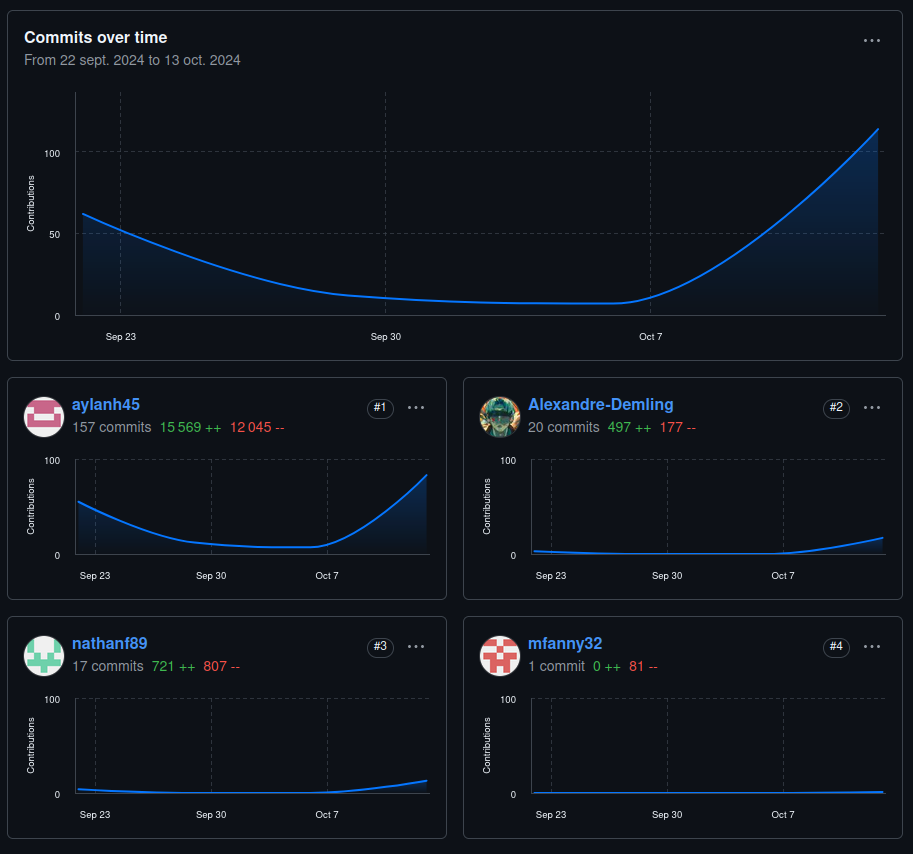 Commits over time
From 22 sept. 2024 to 13 oct. 2024
Contributions
100
50
0
Sep 23 Sep 30 Oct 7
aylanh45 #1
157 commits 15 569 ++ 12 045 --
Contributions
100
0
Sep 23 Sep 30 Oct 7
Alexandre-Demling #2
20 commits 497 ++ 177 --
Contributions
100
0
Sep 23 Sep 30 Oct 7
nathanf89 #3
17 commits 721 ++ 807 --
Contributions
100
0
Sep 23 Sep 30 Oct 7
mfanny32 #4
1 commit 0 ++ 81 --
Contributions
100
0
Sep 23 Sep 30 Oct 7